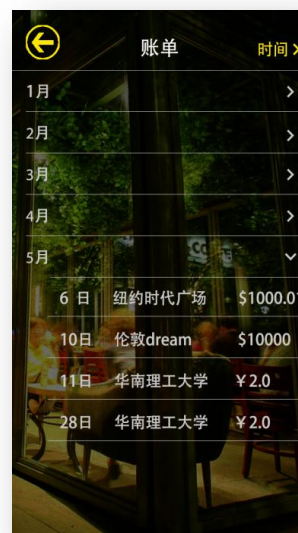 账单
时间
1月
2月
3月
4月
5月
6 日 纽约时代广场 $1000.01
10日 伦敦dream $10000
11日 华南理工大学 ￥2.0
28日 华南理工大学 ￥2.0